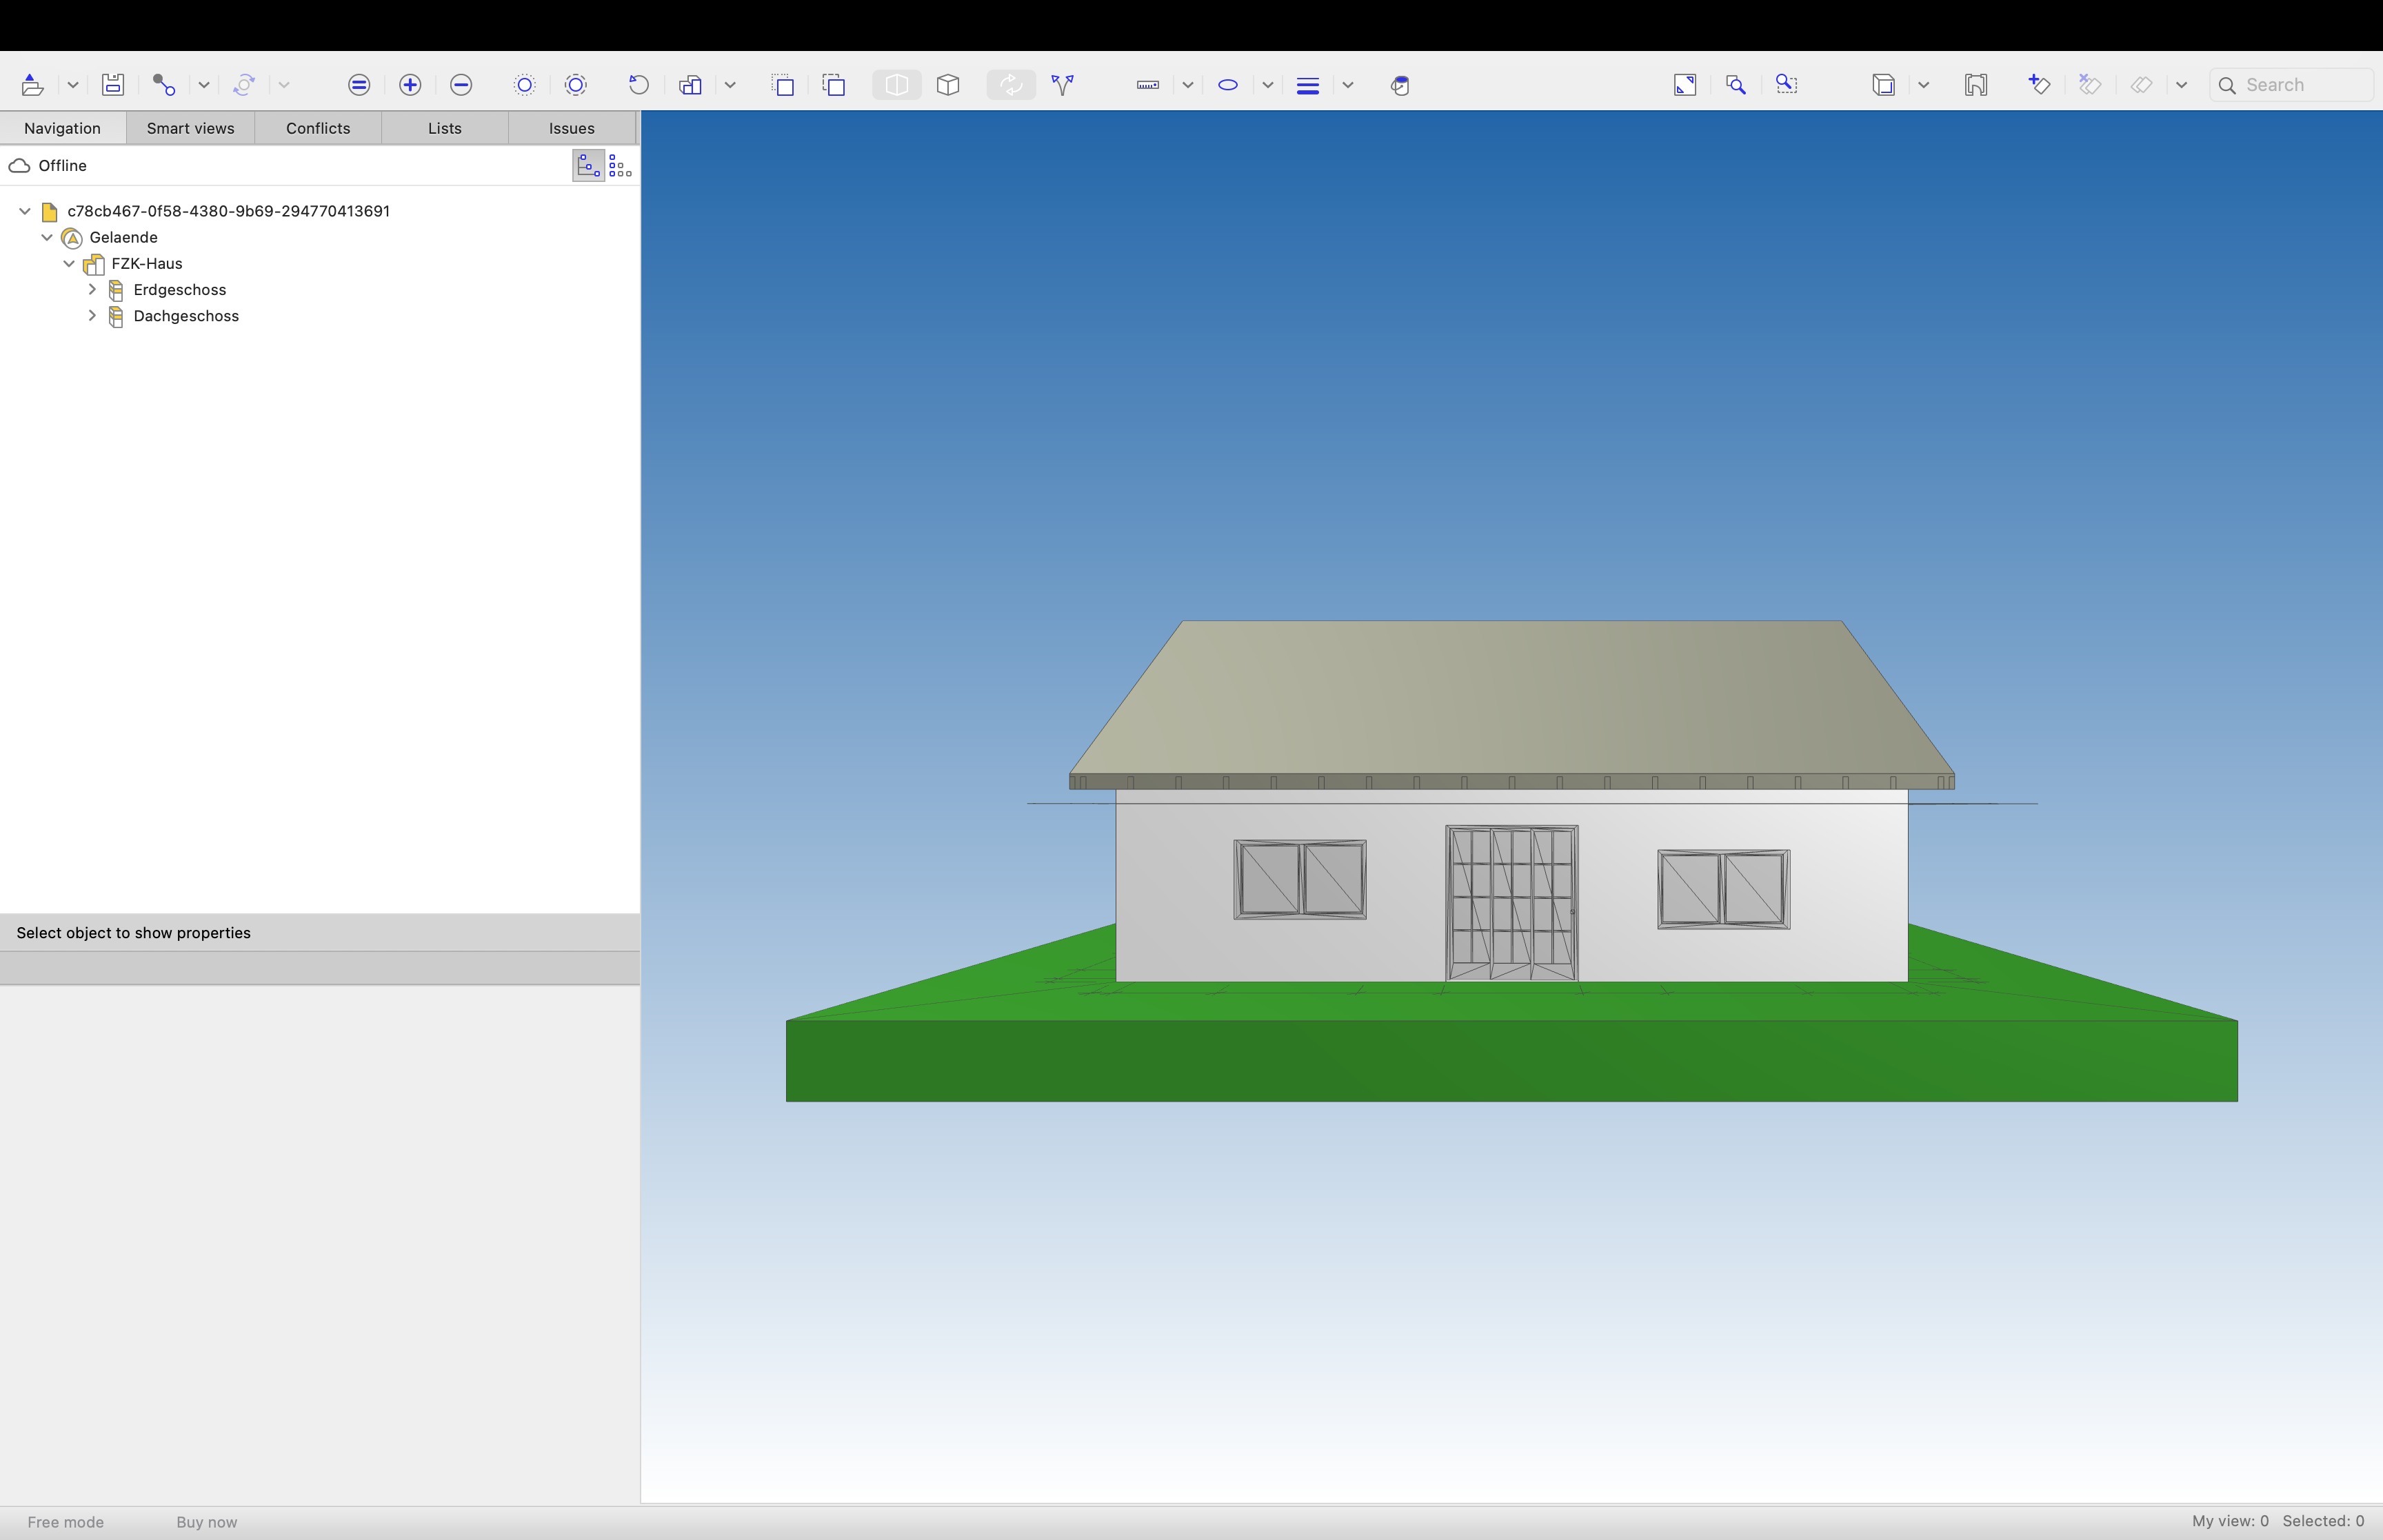 Search
Navigation Smart views Conflicts Lists Issues
Offline
c78cb467-0f58-4380-9b69-294770413691
Gelaende
FZK-Haus
Erdgeschoss
Dachgeschoss
Select object to show properties
Free mode Buy now My view: 0 Selected: 0